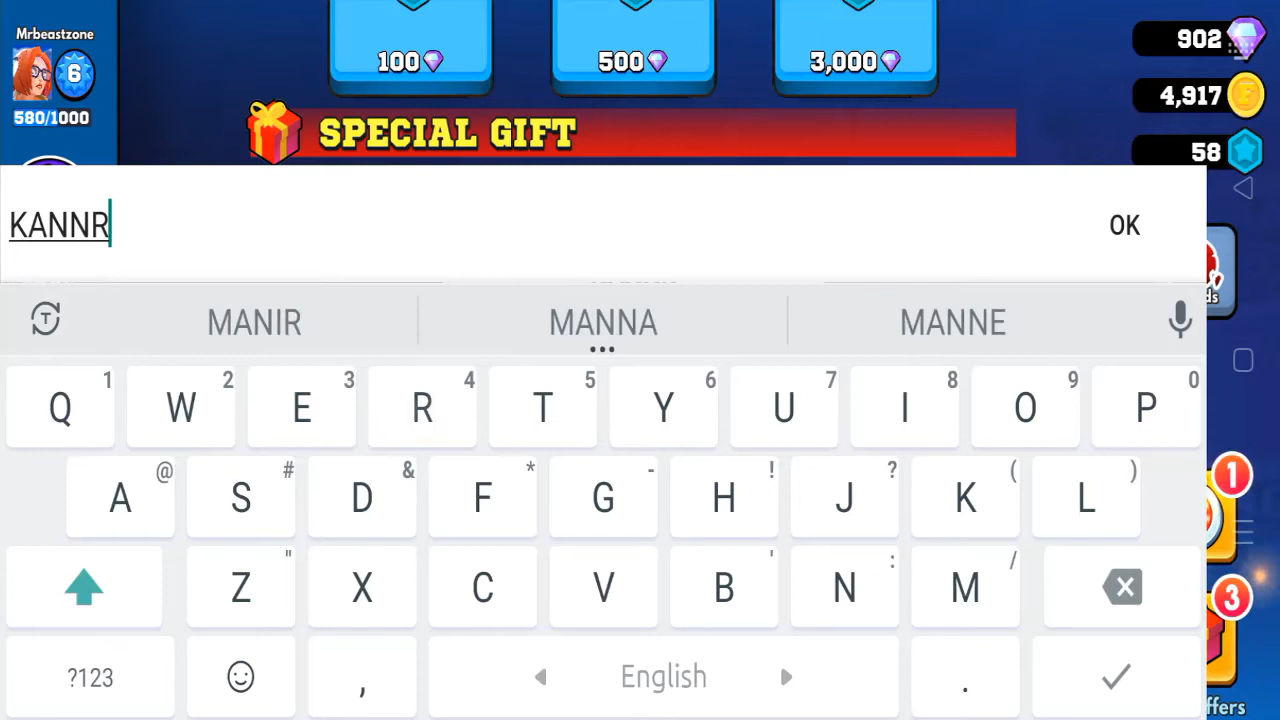 Mrbeastzone
6
580/1000
100
500
3,000
902
4,917
58
SPECIAL GIFT
KANNR
OK
ds
T
MANIR
MANNA
MANNE
Q 1 W 2 E 3 R 4 T 5 Y 6 U 7 I 8 O 9 P 0
A @ S # D & F * G - H ! J ? K ( L )
Z " X C V B ' N : M /
?123 , English .
1
3
ffers